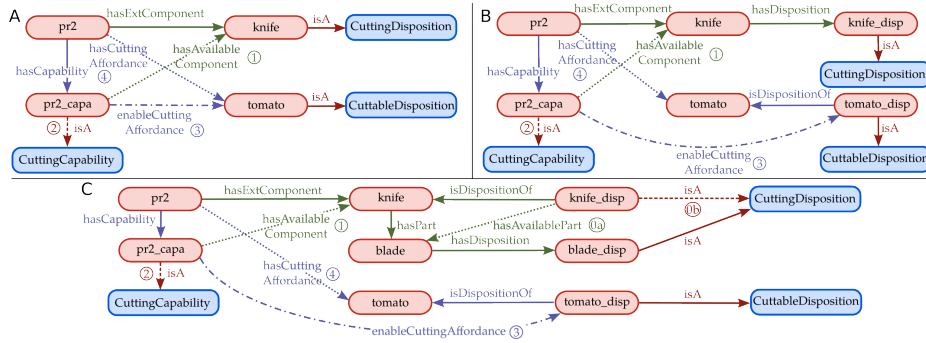 A
pr2
hasExtComponent
knife
isA
CuttingDisposition
hasCapability
hasCutting
Affordance
④
hasAvailable
Component
①
pr2_capa
enableCutting
Affordance ③
tomato
isA
CuttableDisposition
② isA
CuttingCapability
B
pr2
hasExtComponent
knife
hasDisposition
knife_disp
isA
CuttingDisposition
hasCapability
hasCutting
Affordance
④
hasAvailable
Component
①
pr2_capa
tomato
isDispositionOf
tomato_disp
② isA
CuttingCapability
enableCutting
Affordance ③
isA
CuttableDisposition
C
pr2
hasExtComponent
knife
isDispositionOf
knife_disp
isA
0b
CuttingDisposition
hasCapability
hasAvailable
Component
①
hasPart
hasAvailablePart 0a
pr2_capa
blade
hasDisposition
blade_disp
isA
② isA
hasCutting
Affordance ④
CuttingCapability
tomato
isDispositionOf
tomato_disp
isA
CuttableDisposition
enableCuttingAffordance ③